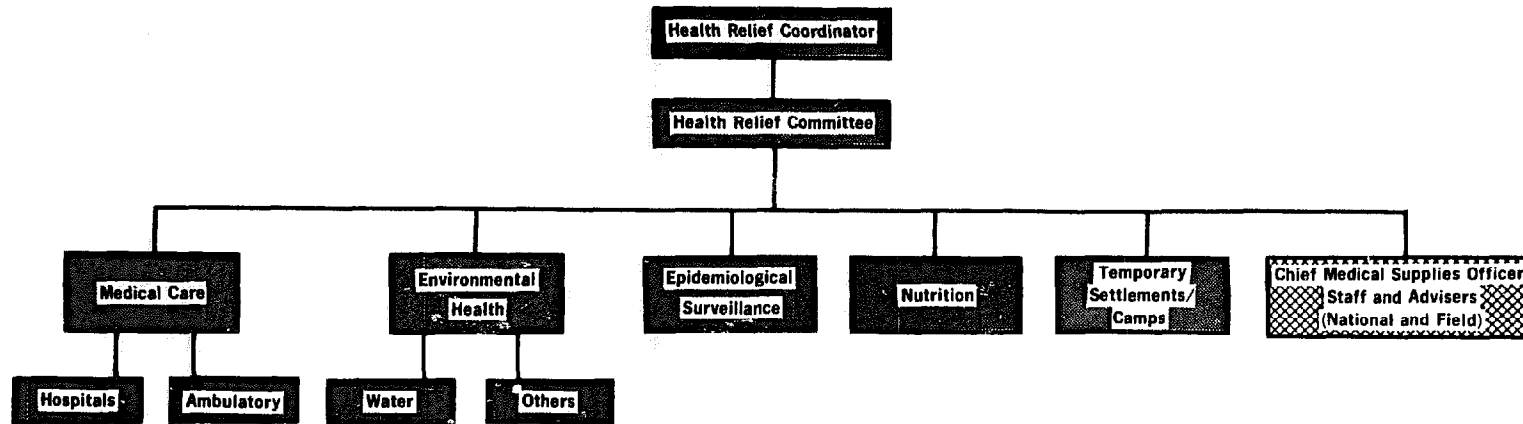 Health Relief Coordinator
Health Relief Committee
Medical Care
Environmental
Health
Epidemiological
Surveillance
Nutrition
Temporary
Settlements/
Camps
Chief Medical Supplies Officer
Staff and Advisers
(National and Field)
Hospitals
Ambulatory
Water
Others